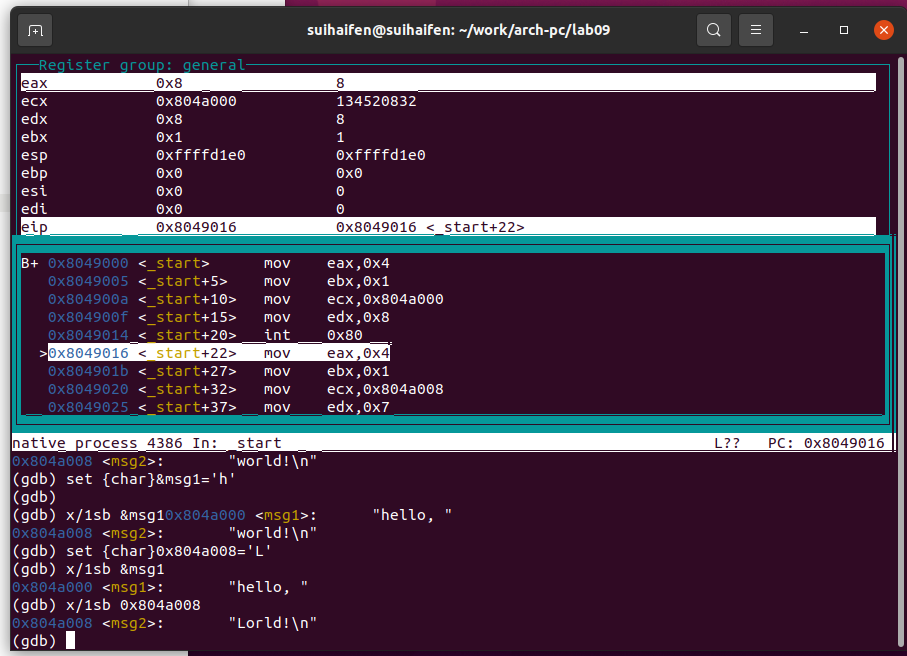 suihaifen@suihaifen: ~/work/arch-pc/lab09
Register group: general
eax 0x8 8
ecx 0x804a000 134520832
edx 0x8 8
ebx 0x1 1
esp 0xffffd1e0 0xffffd1e0
ebp 0x0 0x0
esi 0x0 0
edi 0x0 0
eip 0x8049016 0x8049016 <_start+22>
B+ 0x8049000 <_start> mov eax,0x4
0x8049005 <_start+5> mov ebx,0x1
0x804900a <_start+10> mov ecx,0x804a000
0x804900f <_start+15> mov edx,0x8
0x8049014 <_start+20> int 0x80
>0x8049016 <_start+22> mov eax,0x4
0x804901b <_start+27> mov ebx,0x1
0x8049020 <_start+32> mov ecx,0x804a008
0x8049025 <_start+37> mov edx,0x7
native process 4386 In: _start L?? PC: 0x8049016
0x804a008 <msg2>: "world!\n"
(gdb) set {char}&msg1='h'
(gdb)
(gdb) x/1sb &msg10x804a000 <msg1>: "hello, "
0x804a008 <msg2>: "world!\n"
(gdb) set {char}0x804a008='L'
(gdb) x/1sb &msg1
0x804a000 <msg1>: "hello, "
(gdb) x/1sb 0x804a008
0x804a008 <msg2>: "Lorld!\n"
(gdb)